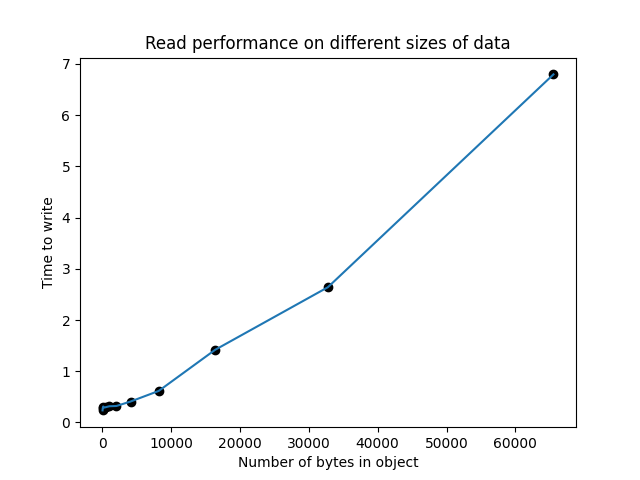 Read performance on different sizes of data
7
6
5
4
3
2
1
0
Time to write
0 10000 20000 30000 40000 50000 60000
Number of bytes in object